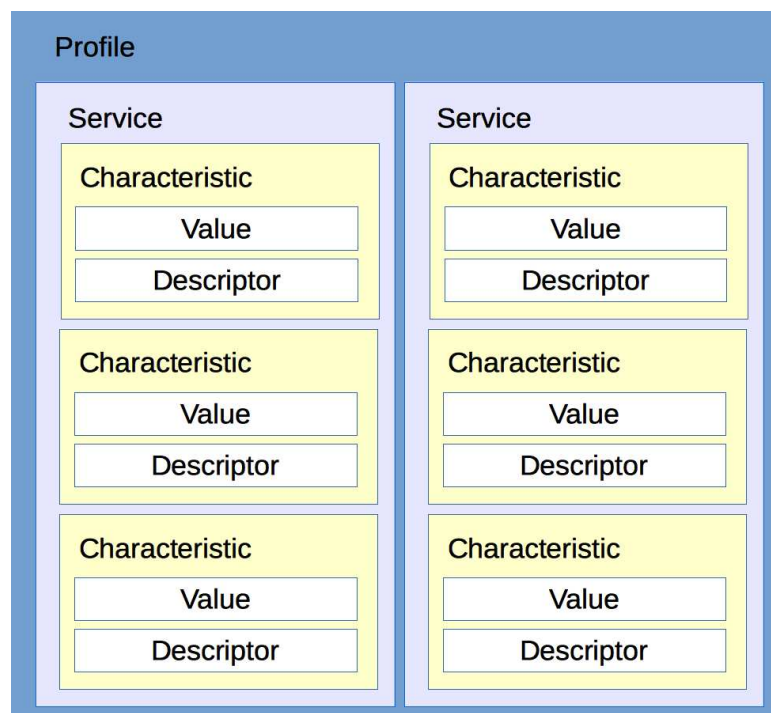 Profile
Service
Characteristic
Value
Descriptor
Characteristic
Value
Descriptor
Characteristic
Value
Descriptor
Service
Characteristic
Value
Descriptor
Characteristic
Value
Descriptor
Characteristic
Value
Descriptor